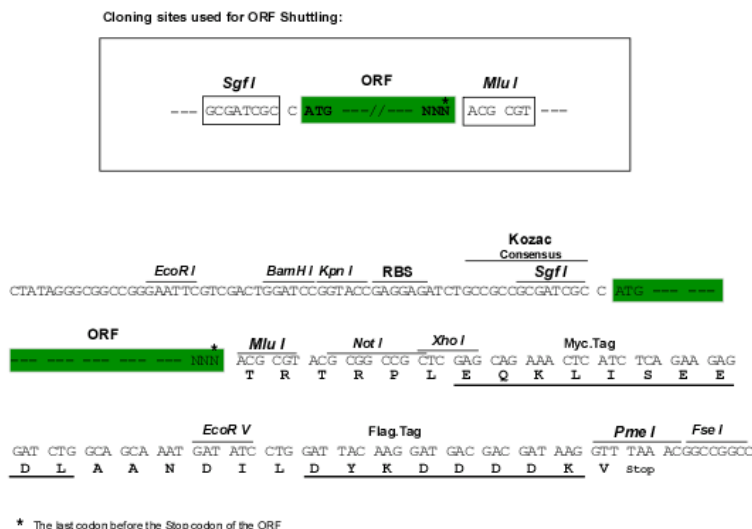 Cloning sites used for ORF Shuttling:
Sgf I ORF Mlu I
--- GCGATCGC C ATG ---//--- NNN* ACG CGT ---
Kozac
Consensus
EcoR I BamH I Kpn I RBS Sgf I
CTATAGGGCGGCCGGGAATTCGTCGACTGGATCCGGTACCGAGGAGATCTGCCGCCGCGATCGC C ATG --- ---
ORF Mlu I Not I Xho I Myc.Tag
--- --- --- --- --- --- NNN* ACG CGT ACG CGG CCG CTC GAG CAG AAA CTC ATC TCA GAA GAG
T R T R P L E Q K L I S E E
EcoR V Flag.Tag Pme I Fse I
GAT CTG GCA GCA AAT GAT ATC CTG GAT TAC AAG GAT GAC GAC GAT AAG GTT TAA ACGGCCGGCC
D L A A N D I L D Y K D D D D K V Stop
* The last codon before the Stop codon of the ORF